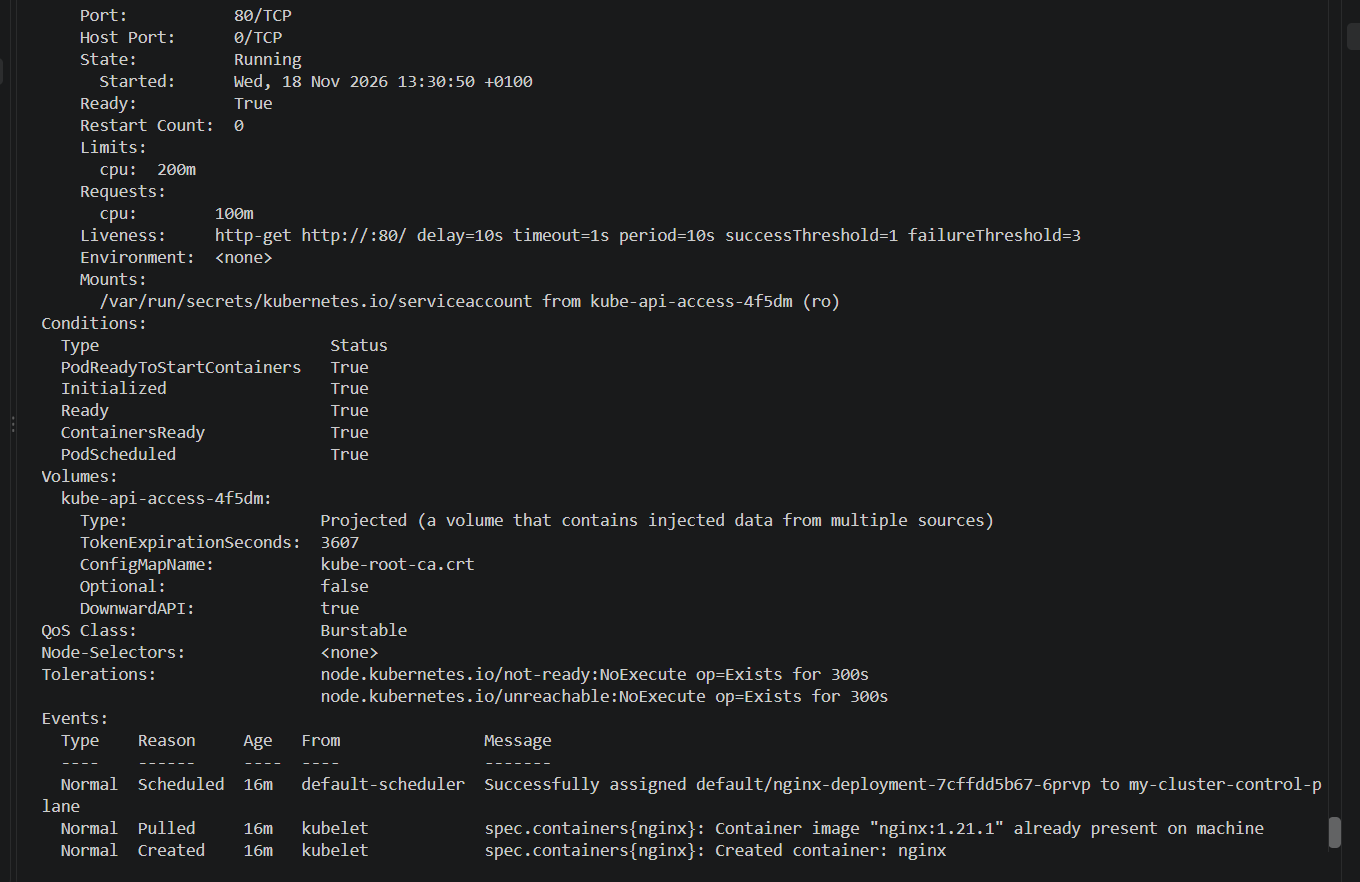 Port:           80/TCP
Host Port:      0/TCP
State:          Running
Started:      Wed, 18 Nov 2026 13:30:50 +0100
Ready:          True
Restart Count:  0
Limits:
cpu:  200m
Requests:
cpu:        100m
Liveness:     http-get http://:80/ delay=10s timeout=1s period=10s successThreshold=1 failureThreshold=3
Environment:  <none>
Mounts:
/var/run/secrets/kubernetes.io/serviceaccount from kube-api-access-4f5dm (ro)
Conditions:
Type                        Status
PodReadyToStartContainers   True
Initialized                 True
Ready                       True
ContainersReady             True
PodScheduled                True
Volumes:
kube-api-access-4f5dm:
Type:                    Projected (a volume that contains injected data from multiple sources)
TokenExpirationSeconds:  3607
ConfigMapName:           kube-root-ca.crt
Optional:                false
DownwardAPI:             true
QoS Class:                   Burstable
Node-Selectors:              <none>
Tolerations:                 node.kubernetes.io/not-ready:NoExecute op=Exists for 300s
node.kubernetes.io/unreachable:NoExecute op=Exists for 300s
Events:
Type    Reason     Age   From               Message
----    ------     ----  ----               -------
Normal  Scheduled  16m   default-scheduler  Successfully assigned default/nginx-deployment-7cffdd5b67-6prvp to my-cluster-control-p
lane
Normal  Pulled     16m   kubelet            spec.containers{nginx}: Container image "nginx:1.21.1" already present on machine
Normal  Created    16m   kubelet            spec.containers{nginx}: Created container: nginx